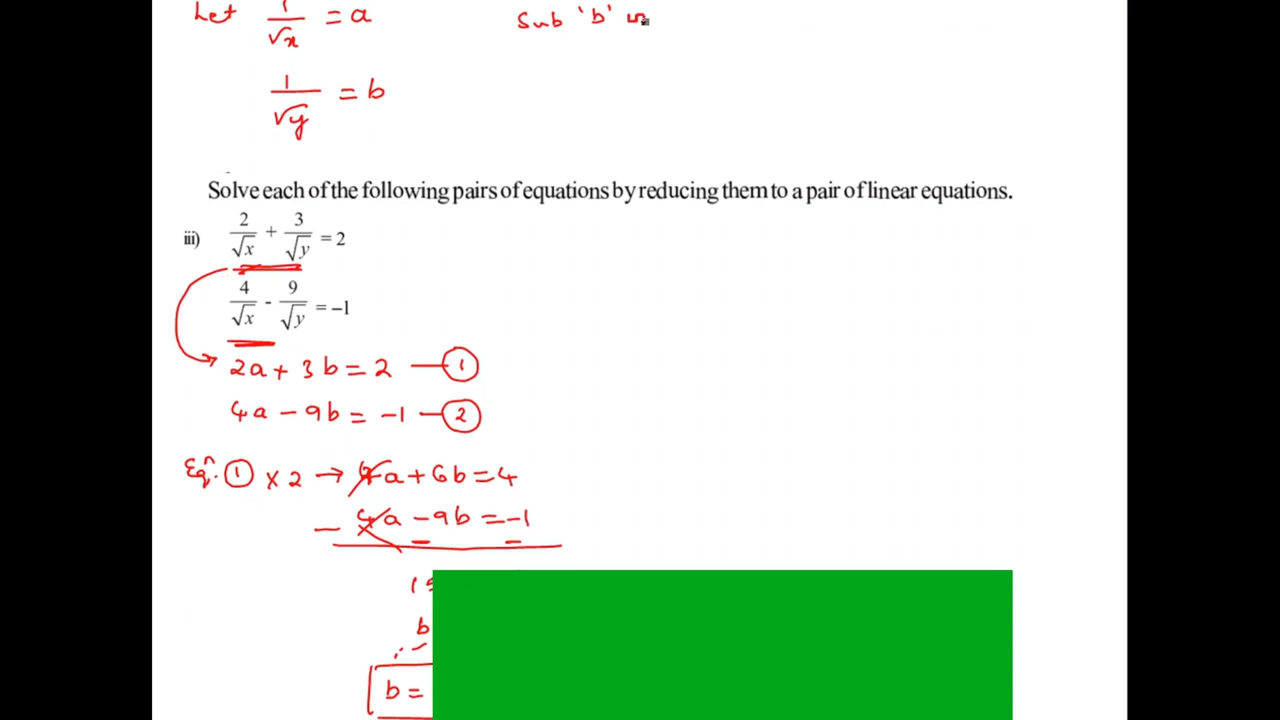 Let 1/√x = a
Sub 'b' in
1/√y = b
Solve each of the following pairs of equations by reducing them to a pair of linear equations.
iii) 2/√x + 3/√y = 2
4/√x - 9/√y = –1
2a + 3b = 2 — ①
4a - 9b = -1 — ②
Eqⁿ. ① × 2 → 4a + 6b = 4
- 4a - 9b = -1
b
b =